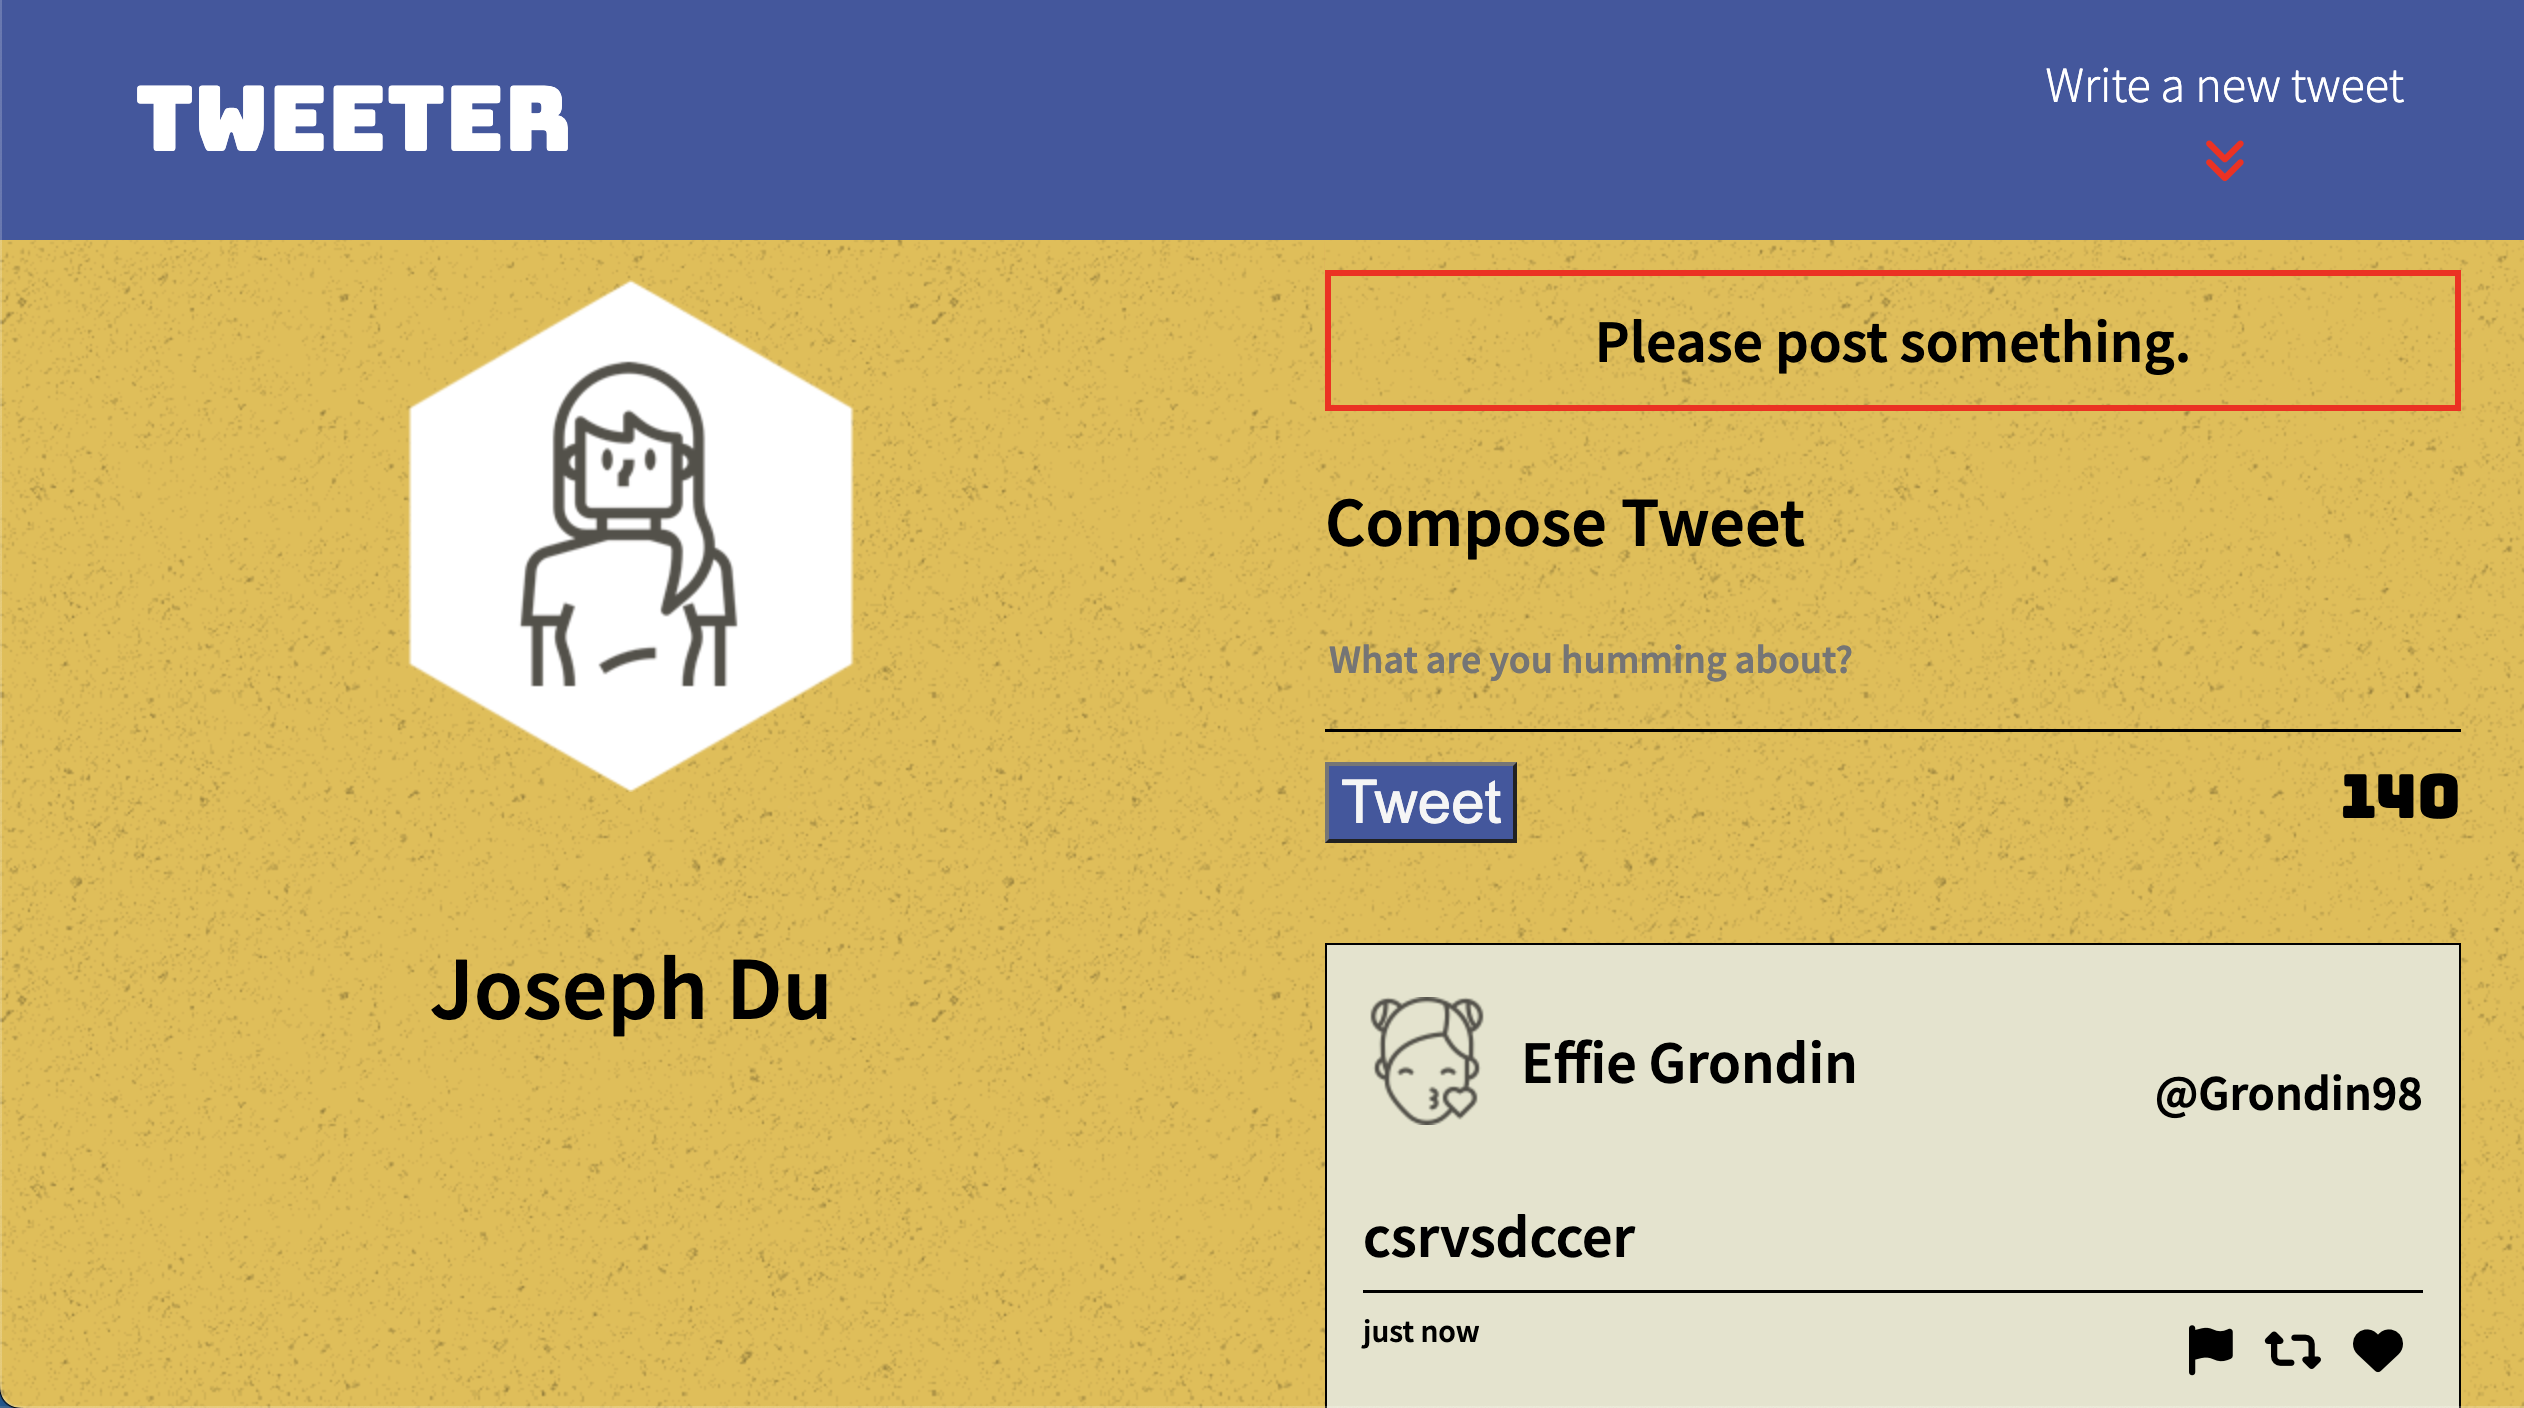 TWEETER
Write a new tweet
Please post something.
Compose Tweet
What are you humming about?
Tweet
140
Joseph Du
Effie Grondin
@Grondin98
csrvsdccer
just now